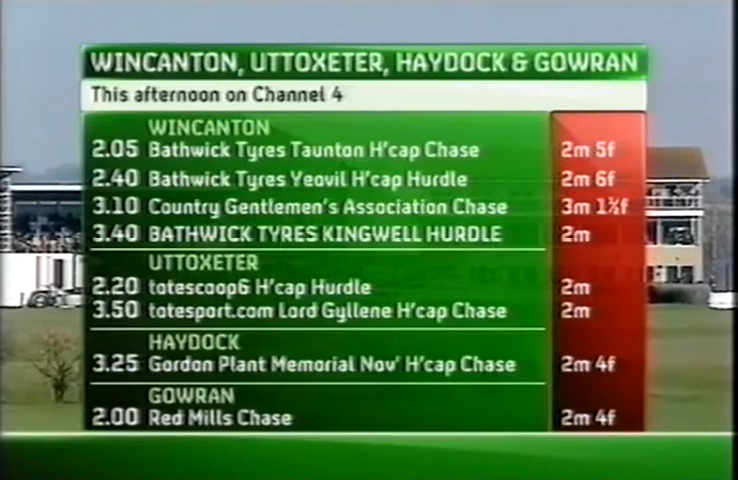 WINCANTON, UTTOXETER, HAYDOCK & GOWRAN
This afternoon on Channel 4
WINCANTON
2.05 Bathwick Tyres Taunton H'cap Chase 2m 5f
2.40 Bathwick Tyres Yeovil H'cap Hurdle 2m 6f
3.10 Country Gentlemen's Association Chase 3m 1½f
3.40 BATHWICK TYRES KINGWELL HURDLE 2m
UTTOXETER
2.20 totescoop6 H'cap Hurdle 2m
3.50 totesport.com Lord Gyllene H'cap Chase 2m
HAYDOCK
3.25 Gordon Plant Memorial Nov' H'cap Chase 2m 4f
GOWRAN
2.00 Red Mills Chase 2m 4f